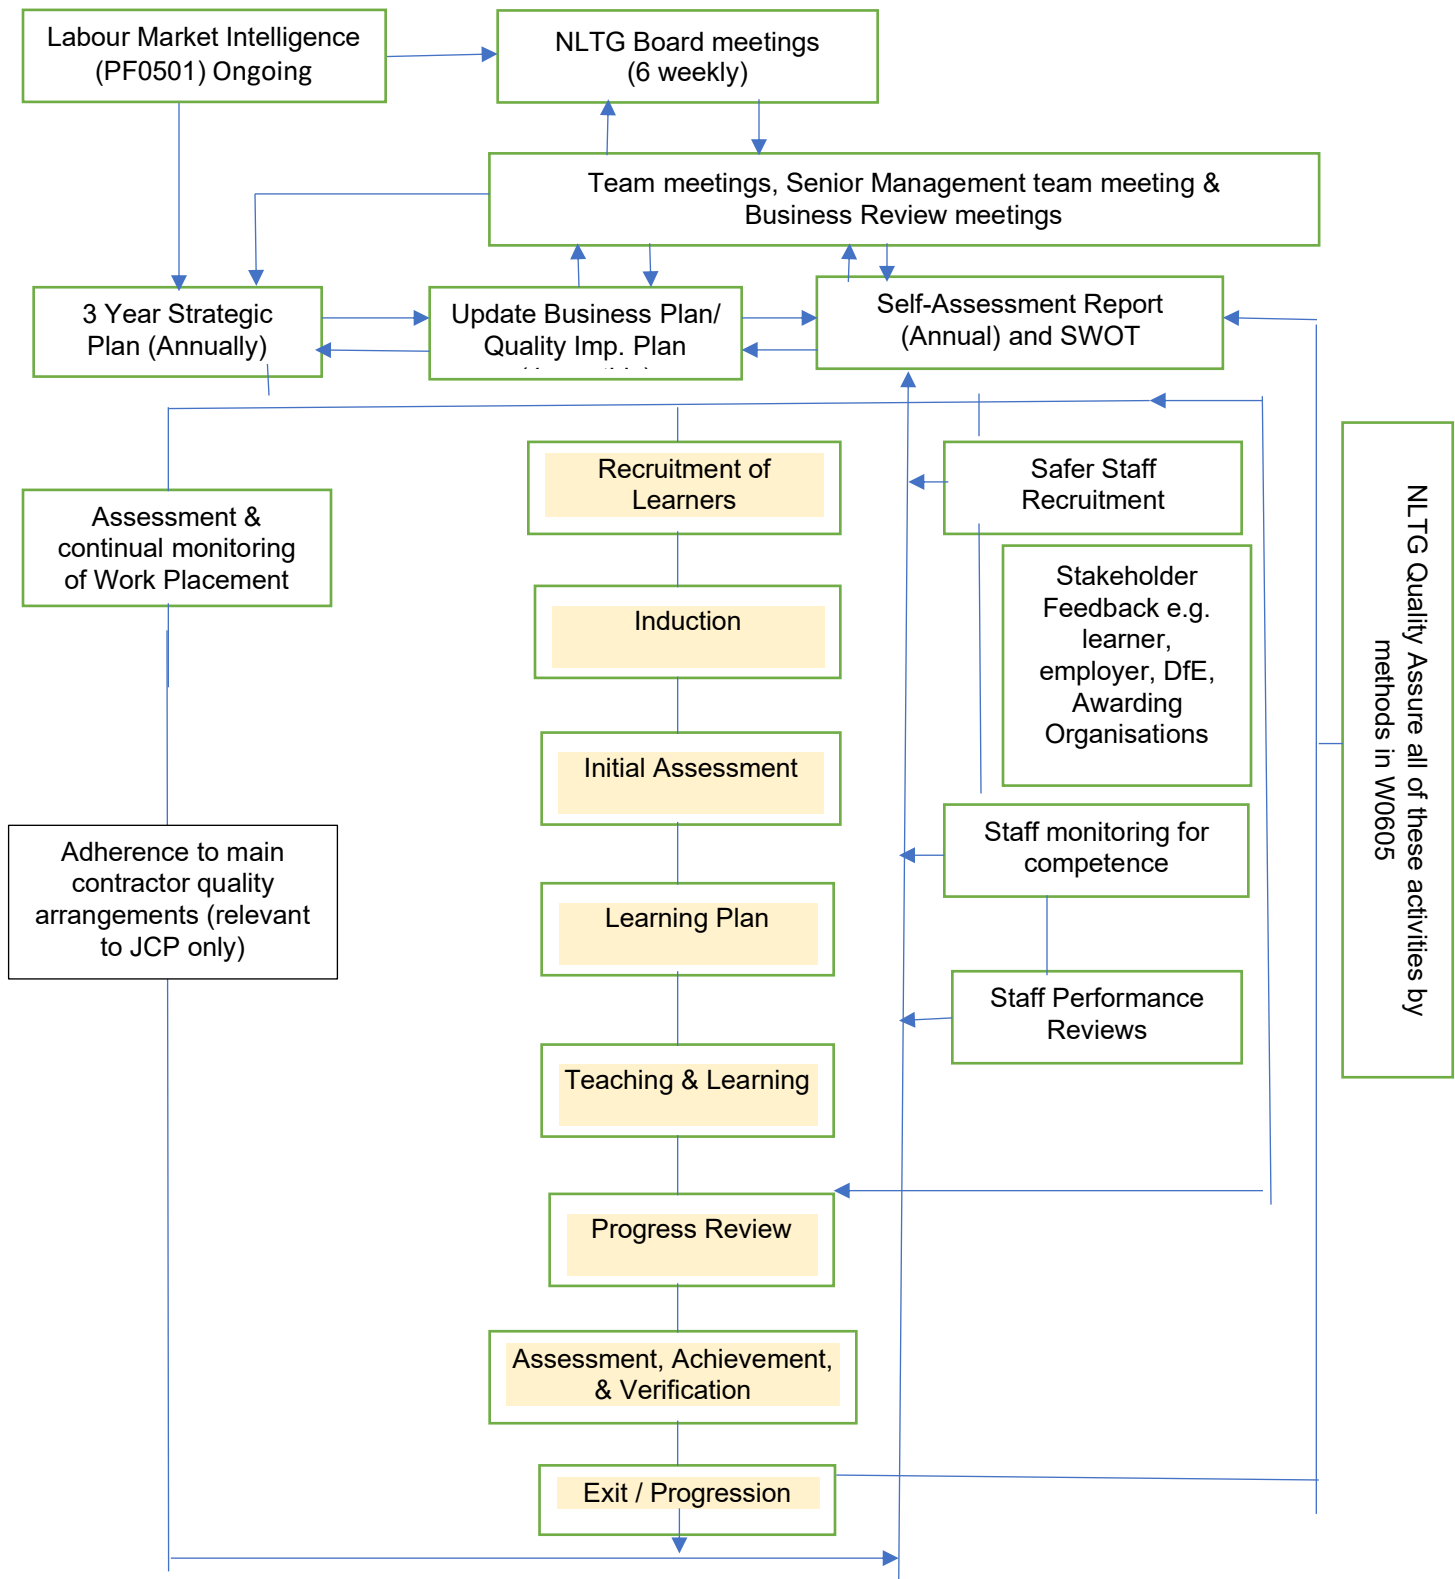 Labour Market Intelligence
(PF0501) Ongoing
NLTG Board meetings
(6 weekly)
Team meetings, Senior Management team meeting &
Business Review meetings
3 Year Strategic
Plan (Annually)
Update Business Plan/
Quality Imp. Plan
Self-Assessment Report
(Annual) and SWOT
Recruitment of
Learners
Safer Staff
Recruitment
Assessment &
continual monitoring
of Work Placement
Stakeholder
Feedback e.g.
learner,
employer, DfE,
Awarding
Organisations
Induction
Initial Assessment
Adherence to main
contractor quality
arrangements (relevant
to JCP only)
Staff monitoring for
competence
Learning Plan
Staff Performance
Reviews
Teaching & Learning
Progress Review
Assessment, Achievement,
& Verification
Exit / Progression
NLTG Quality Assure all of these activities by
methods in W0605